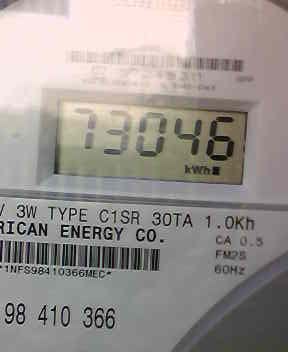 73046
kWh
V 3W TYPE C1SR 30TA 1.0Kh
RICAN ENERGY CO.
CA 0.5
FM2S
60Hz
*1NFS98410366MEC*
98 410 366